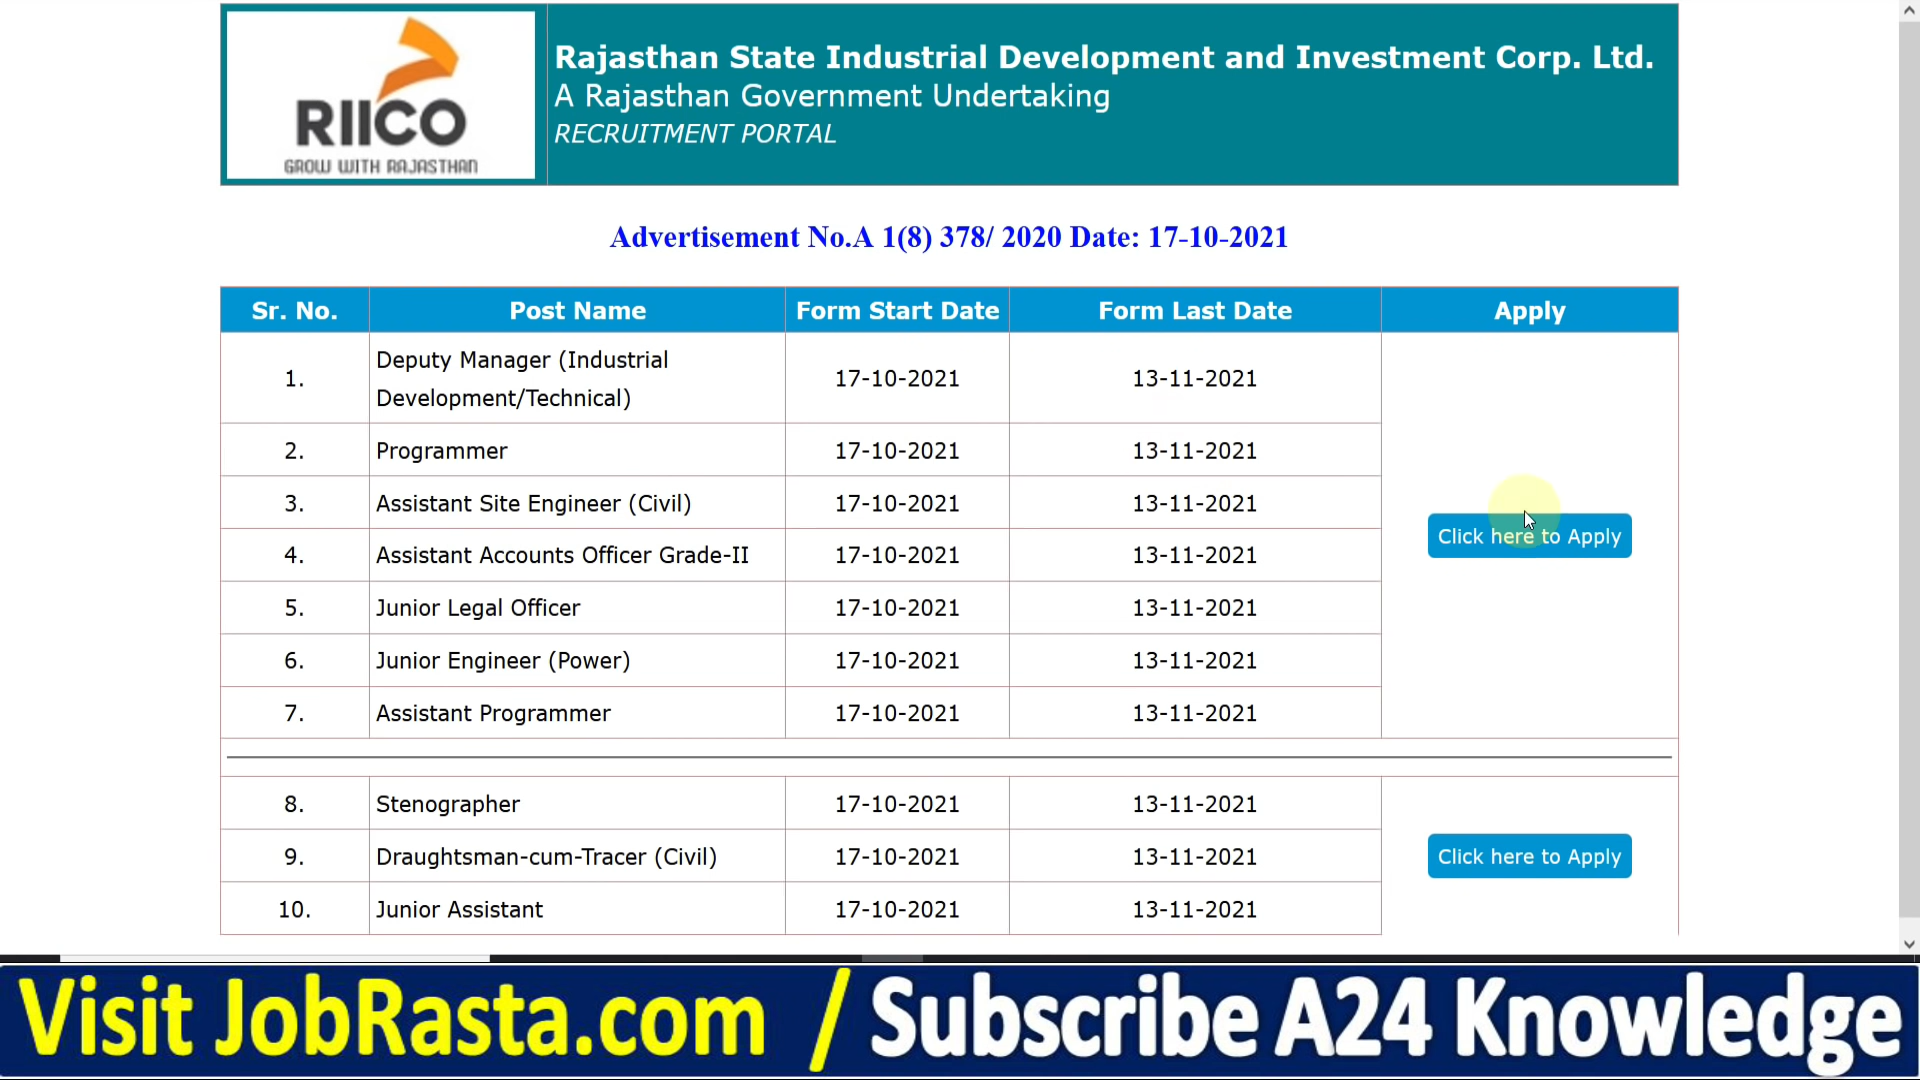 RIICO
GROW WITH RAJASTHAN
Rajasthan State Industrial Development and Investment Corp. Ltd.
A Rajasthan Government Undertaking
RECRUITMENT PORTAL
Advertisement No.A 1(8) 378/ 2020 Date: 17-10-2021
Sr. No. Post Name Form Start Date Form Last Date Apply
1. Deputy Manager (Industrial Development/Technical) 17-10-2021 13-11-2021
2. Programmer 17-10-2021 13-11-2021
3. Assistant Site Engineer (Civil) 17-10-2021 13-11-2021
Click here to Apply
4. Assistant Accounts Officer Grade-II 17-10-2021 13-11-2021
5. Junior Legal Officer 17-10-2021 13-11-2021
6. Junior Engineer (Power) 17-10-2021 13-11-2021
7. Assistant Programmer 17-10-2021 13-11-2021
8. Stenographer 17-10-2021 13-11-2021
9. Draughtsman-cum-Tracer (Civil) 17-10-2021 13-11-2021 Click here to Apply
10. Junior Assistant 17-10-2021 13-11-2021
Visit JobRasta.com / Subscribe A24 Knowledge